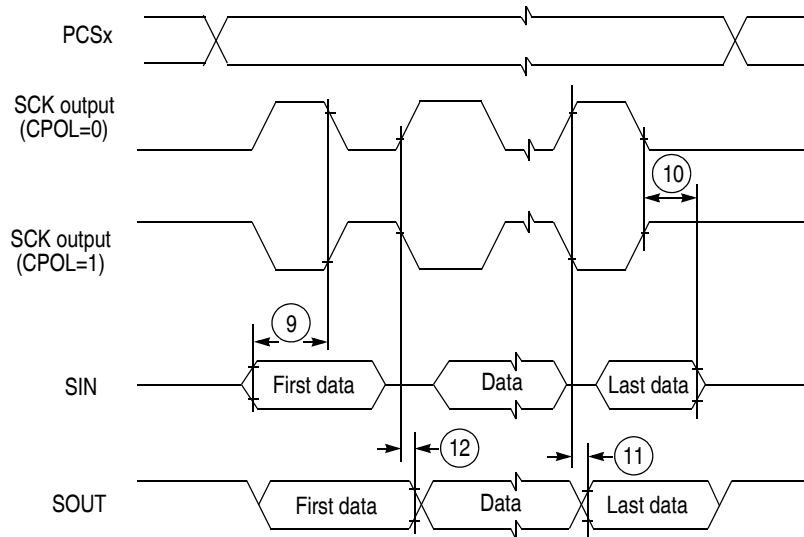 PCSx
SCK output
(CPOL=0)
10
SCK output
(CPOL=1)
9
SIN
First data
Data
Last data
12
11
SOUT
First data
Data
Last data